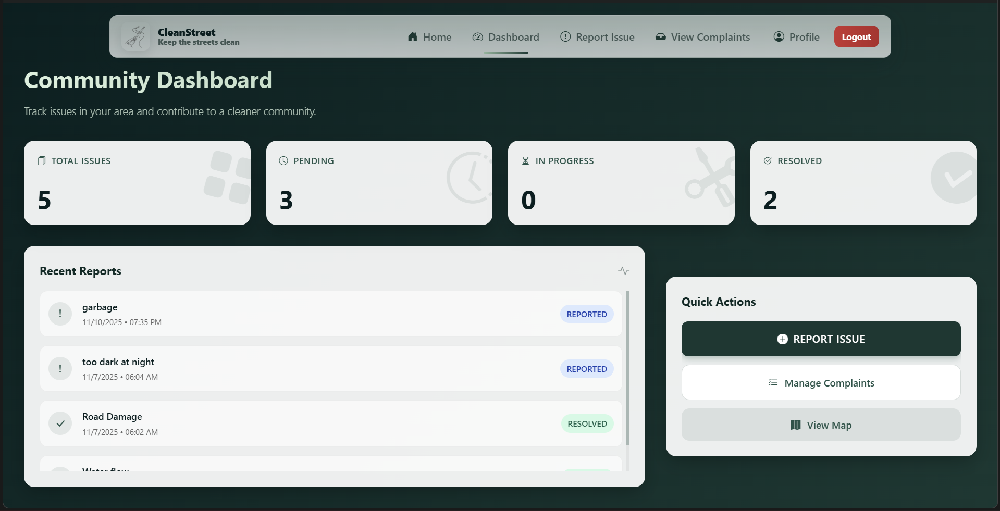 CleanStreet
Keep the streets clean
Home
Dashboard
Report Issue
View Complaints
Profile
Logout
Community Dashboard
Track issues in your area and contribute to a cleaner community.
TOTAL ISSUES
5
PENDING
3
IN PROGRESS
0
RESOLVED
2
Recent Reports
garbage
11/10/2025 • 07:35 PM
REPORTED
too dark at night
11/7/2025 • 06:04 AM
REPORTED
Road Damage
11/7/2025 • 06:02 AM
RESOLVED
Water flow
Quick Actions
REPORT ISSUE
Manage Complaints
View Map